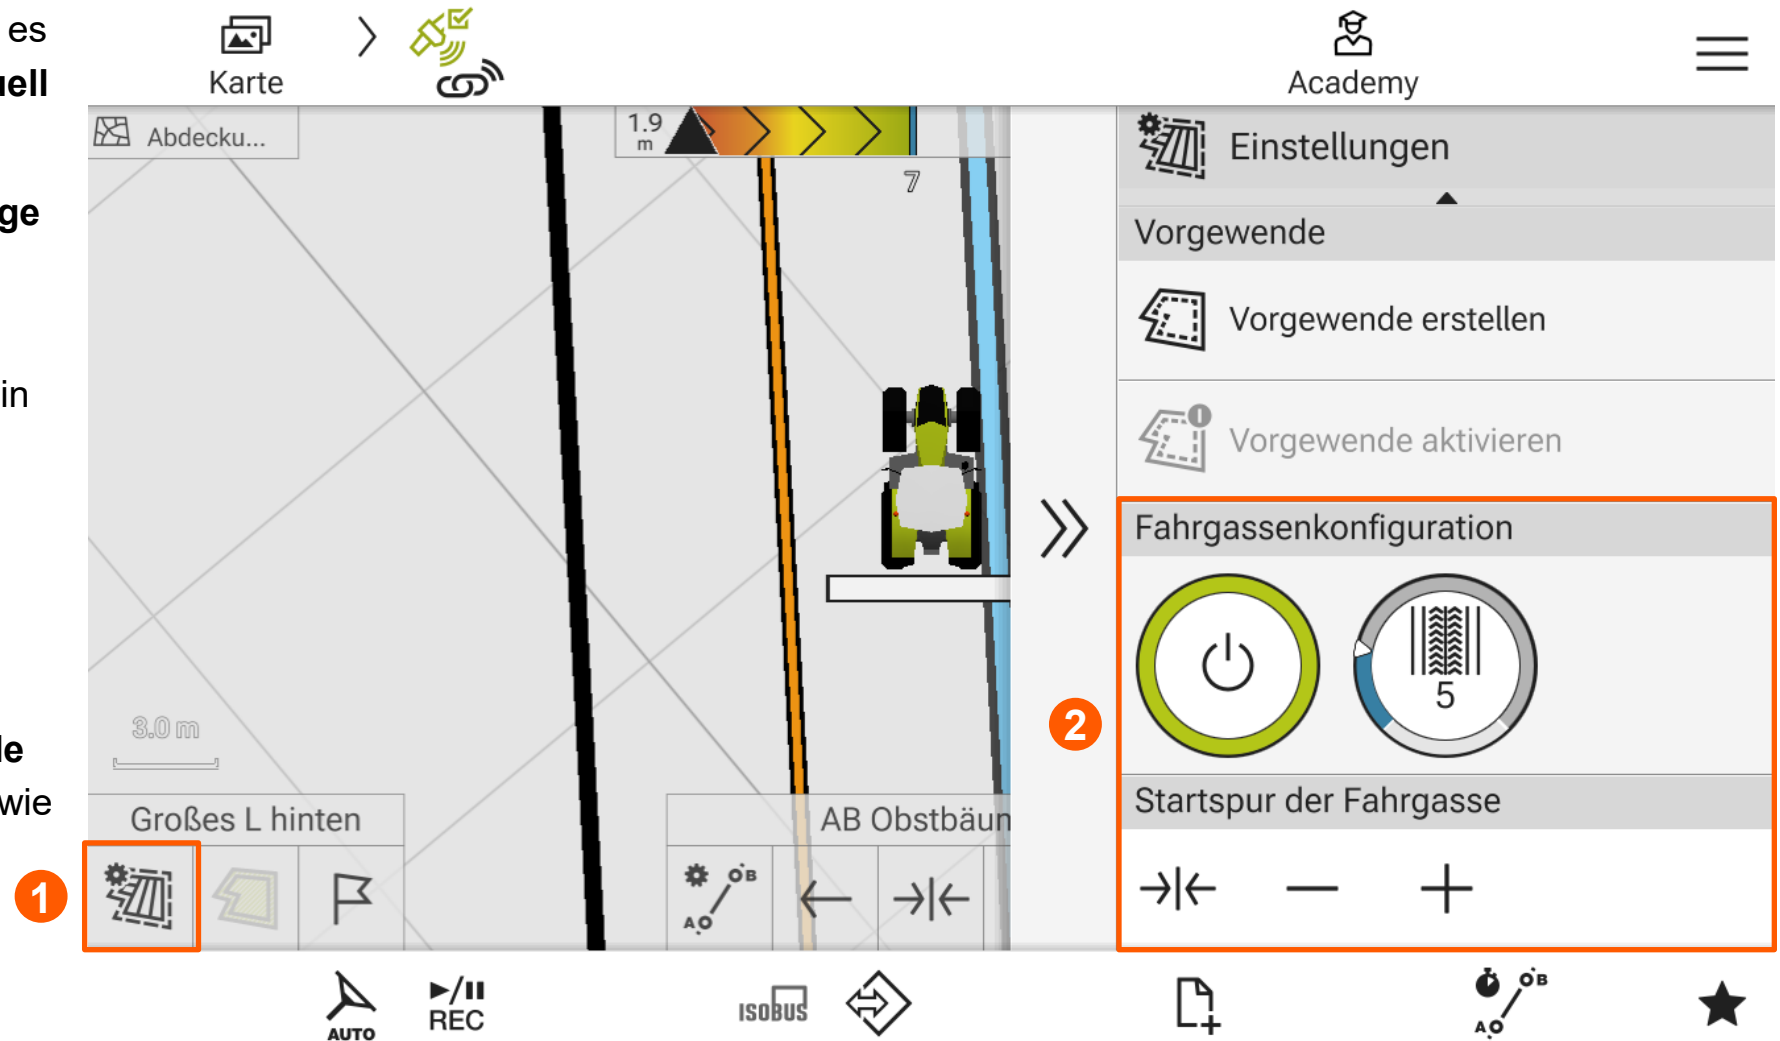 es
uell
ge
in
le
wie
1
Karte
Academy
Abdecku...
1.9
m
7
3.0 m
Großes L hinten
AB Obstbäun
A
B
Einstellungen
Vorgewende
Vorgewende erstellen
Vorgewende aktivieren
2
Fahrgassenkonfiguration
5
Startspur der Fahrgasse
AUTO
REC
ISOBUS
A
B